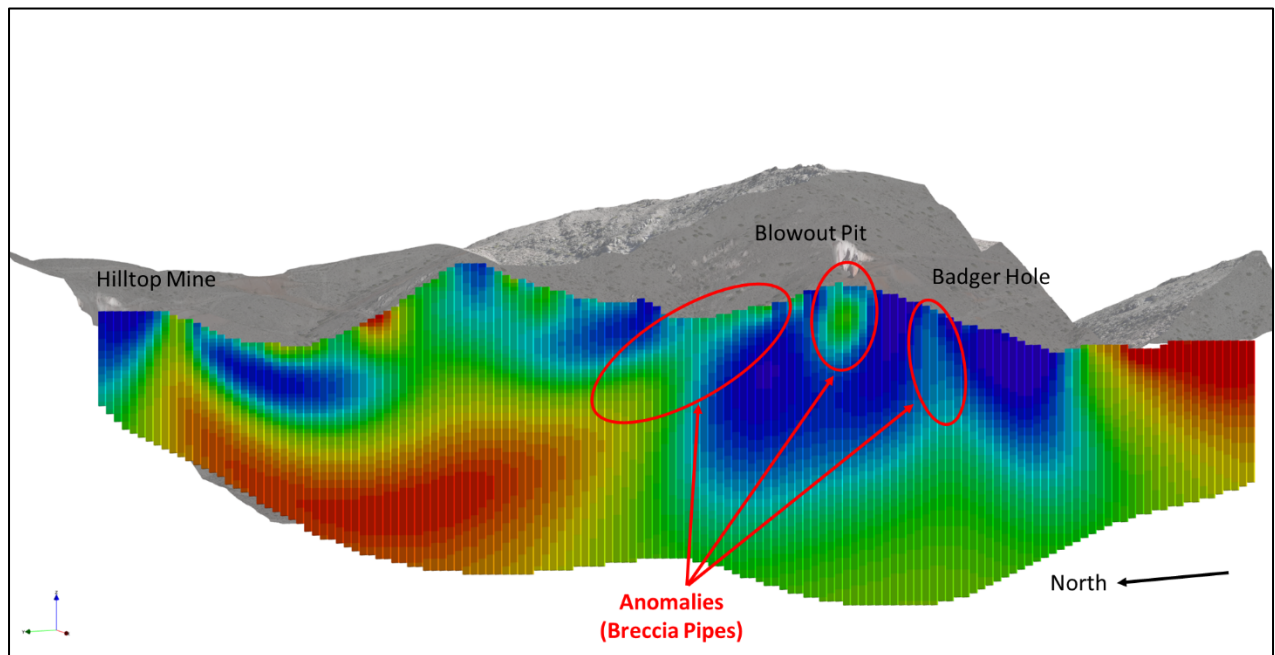 Blowout Pit
Hilltop Mine
Badger Hole
North
Anomalies
(Breccia Pipes)